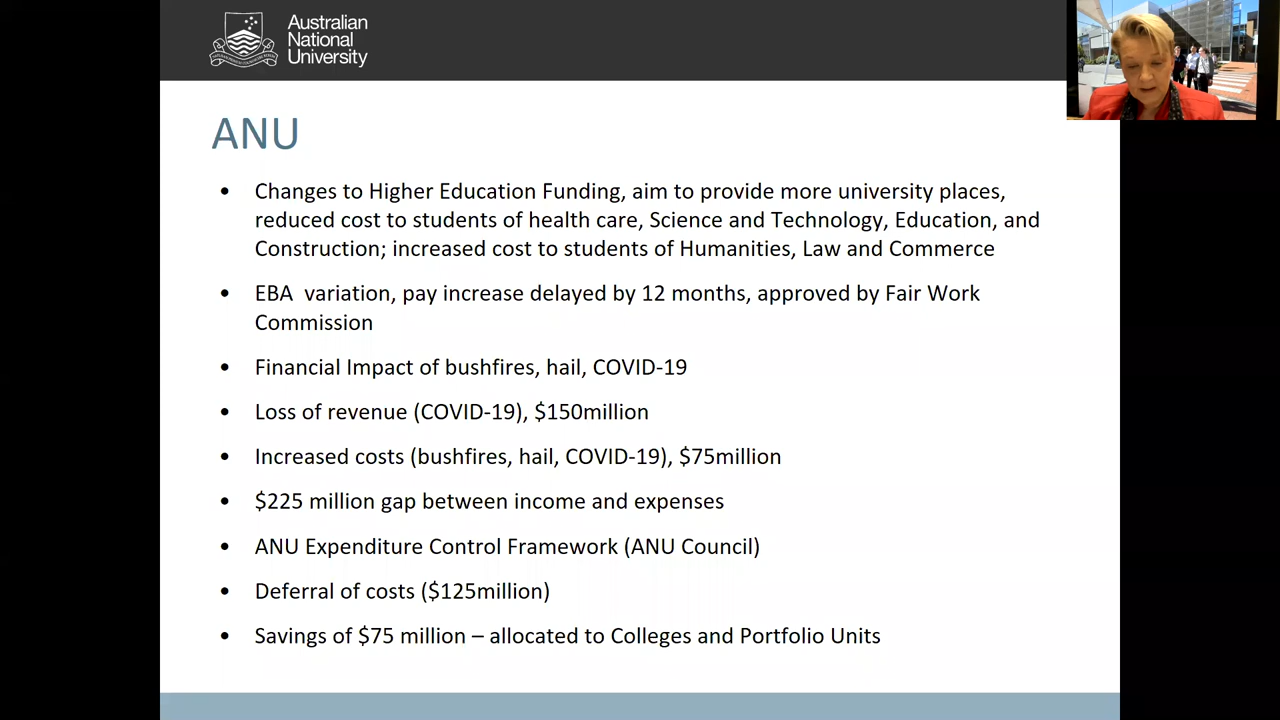 Australian
National
University
ANU
• Changes to Higher Education Funding, aim to provide more university places,
reduced cost to students of health care, Science and Technology, Education, and
Construction; increased cost to students of Humanities, Law and Commerce
• EBA  variation, pay increase delayed by 12 months, approved by Fair Work
Commission
• Financial Impact of bushfires, hail, COVID-19
• Loss of revenue (COVID-19), $150million
• Increased costs (bushfires, hail, COVID-19), $75million
• $225 million gap between income and expenses
• ANU Expenditure Control Framework (ANU Council)
• Deferral of costs ($125million)
• Savings of $75 million – allocated to Colleges and Portfolio Units